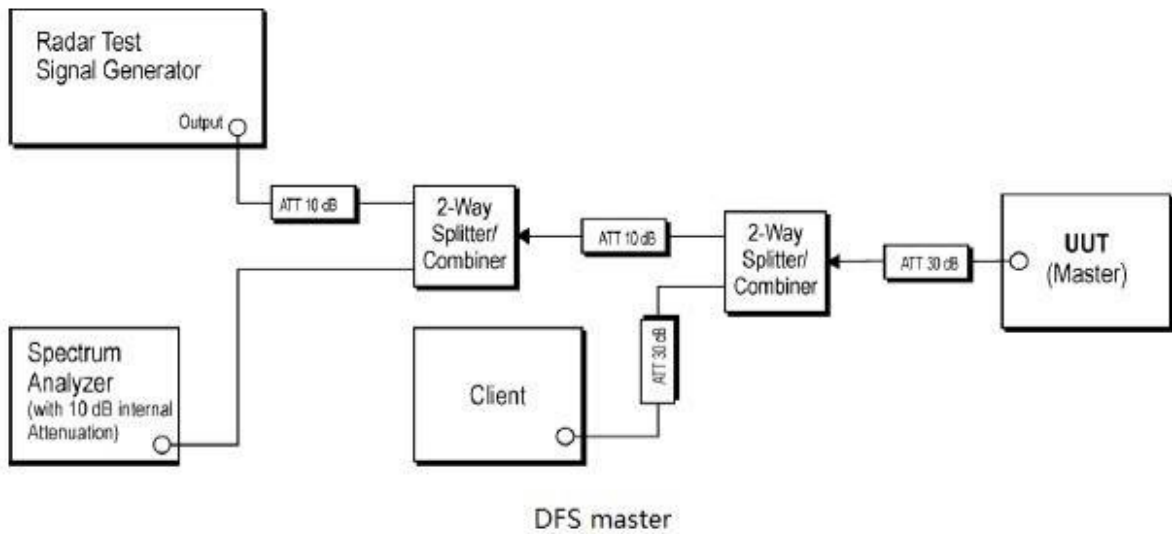 Radar Test
Signal Generator
Output
ATT 10 dB
2-Way
Splitter/
Combiner
ATT 10 dB
2-Way
Splitter/
Combiner
ATT 30 dB
UUT
(Master)
Spectrum
Analyzer
(with 10 dB internal
Attenuation)
Client
ATT 30 dB
DFS master